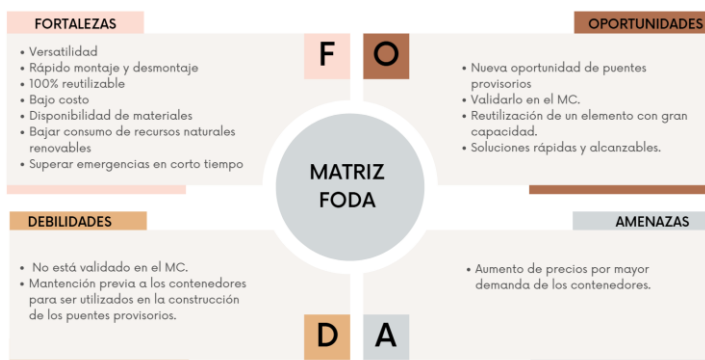 FORTALEZAS
• Versatilidad
• Rápido montaje y desmontaje
• 100% reutilizable
• Bajo costo
• Disponibilidad de materiales
• Bajar consumo de recursos naturales
renovables
• Superar emergencias en corto tiempo
F
O
OPORTUNIDADES
• Nueva oportunidad de puentes
provisorios
• Validarlo en el MC.
• Reutilización de un elemento con gran
capacidad.
• Soluciones rápidas y alcanzables.
MATRIZ
FODA
DEBILIDADES
• No está validado en el MC.
• Mantención previa a los contenedores
para ser utilizados en la construcción
de los puentes provisorios.
D
A
AMENAZAS
• Aumento de precios por mayor
demanda de los contenedores.